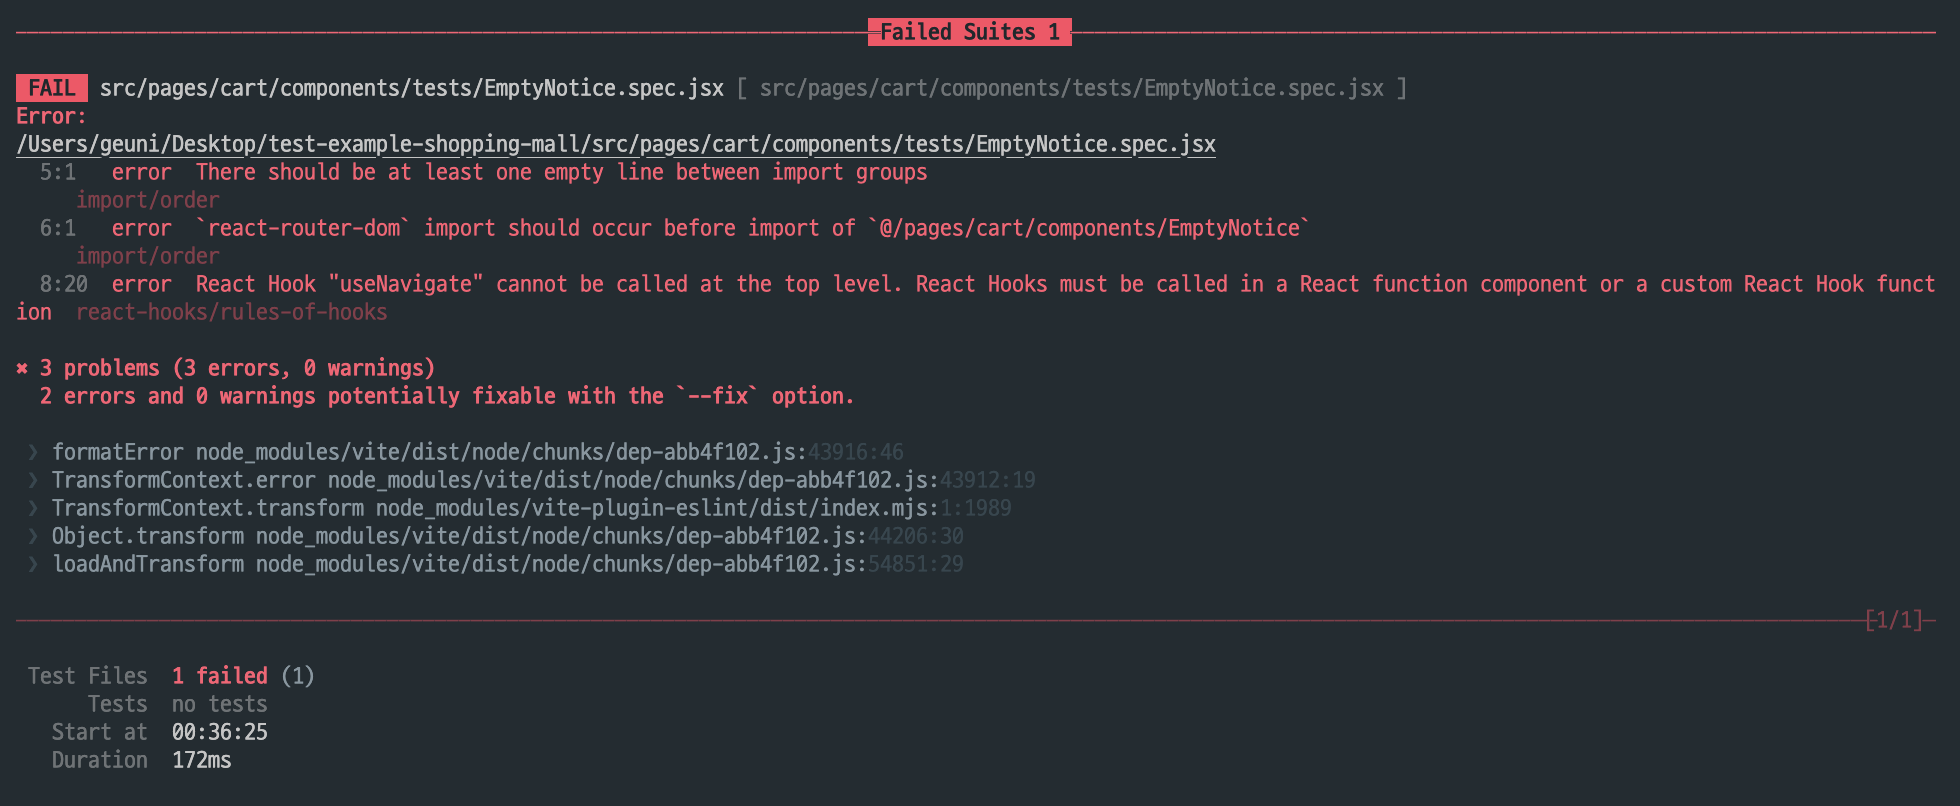 Failed Suites 1
FAIL src/pages/cart/components/tests/EmptyNotice.spec.jsx [ src/pages/cart/components/tests/EmptyNotice.spec.jsx ]
Error:
/Users/geuni/Desktop/test-example-shopping-mall/src/pages/cart/components/tests/EmptyNotice.spec.jsx
5:1 error There should be at least one empty line between import groups
import/order
6:1 error `react-router-dom` import should occur before import of `@/pages/cart/components/EmptyNotice`
import/order
8:20 error React Hook "useNavigate" cannot be called at the top level. React Hooks must be called in a React function component or a custom React Hook funct
ion react-hooks/rules-of-hooks
✖ 3 problems (3 errors, 0 warnings)
2 errors and 0 warnings potentially fixable with the `--fix` option.
❯ formatError node_modules/vite/dist/node/chunks/dep-abb4f102.js:43916:46
❯ TransformContext.error node_modules/vite/dist/node/chunks/dep-abb4f102.js:43912:19
❯ TransformContext.transform node_modules/vite-plugin-eslint/dist/index.mjs:1:1989
❯ Object.transform node_modules/vite/dist/node/chunks/dep-abb4f102.js:44206:30
❯ loadAndTransform node_modules/vite/dist/node/chunks/dep-abb4f102.js:54851:29
[1/1]
Test Files 1 failed (1)
Tests no tests
Start at 00:36:25
Duration 172ms